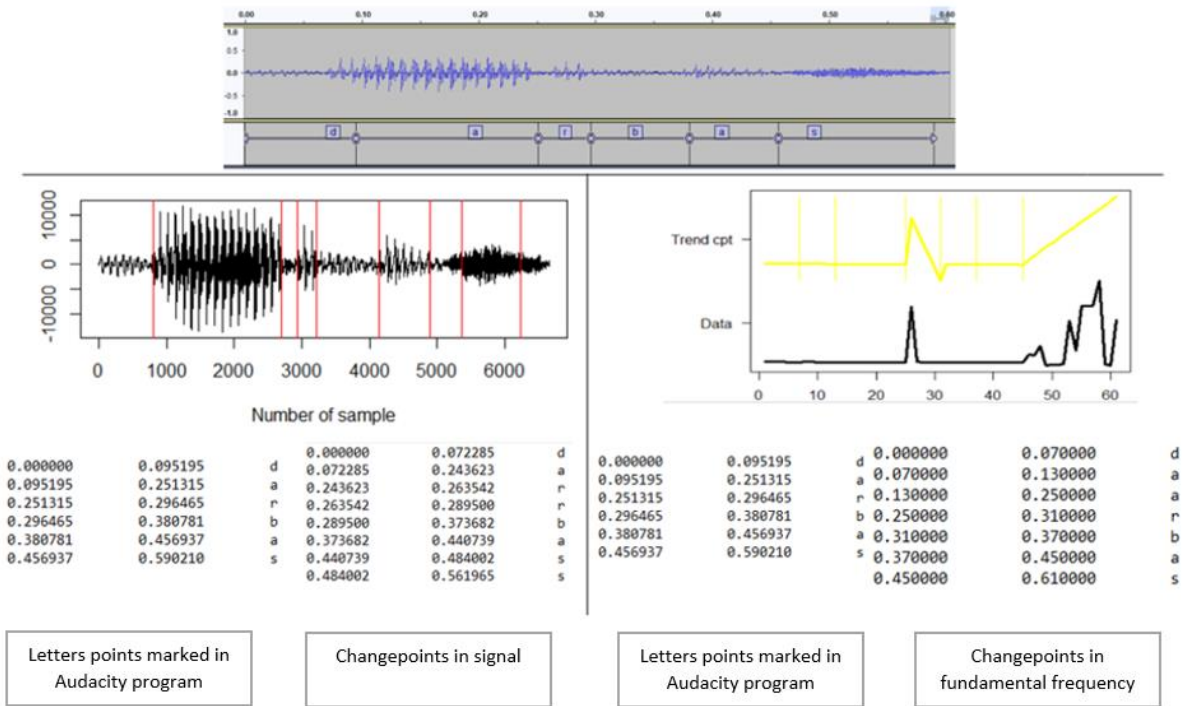 0.00 0.10 0.20 0.30 0.40 0.50 0.60
1.0
0.5
0.0
-0.5
-1.0
d a r b a s
10000
0
-10000
0 1000 2000 3000 4000 5000 6000
Number of sample
Trend cpt
Data
0 10 20 30 40 50 60
0.000000 0.095195 d
0.095195 0.251315 a
0.251315 0.296465 r
0.296465 0.380781 b
0.380781 0.456937 a
0.456937 0.590210 s
0.000000 0.072285 d
0.072285 0.243623 a
0.243623 0.263542 r
0.263542 0.289500 r
0.289500 0.373682 b
0.373682 0.440739 a
0.440739 0.484002 s
0.484002 0.561965 s
0.000000 0.095195 d
0.095195 0.251315 a
0.251315 0.296465 r
0.296465 0.380781 b
0.380781 0.456937 a
0.456937 0.590210 s
0.000000 0.070000 d
0.070000 0.130000 a
0.130000 0.250000 a
0.250000 0.310000 r
0.310000 0.370000 b
0.370000 0.450000 a
0.450000 0.610000 s
Letters points marked in
Audacity program
Changepoints in signal
Letters points marked in
Audacity program
Changepoints in
fundamental frequency